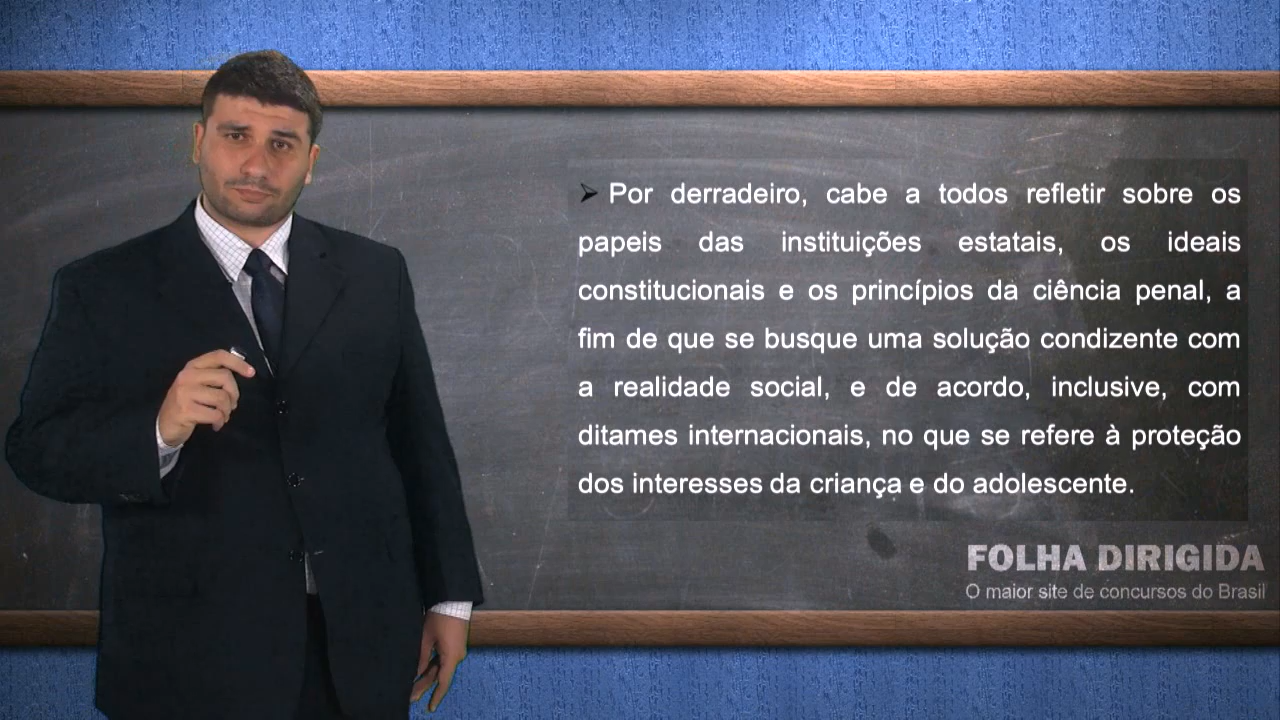 ➢ Por derradeiro, cabe a todos refletir sobre os
papeis das instituições estatais, os ideais
constitucionais e os princípios da ciência penal, a
fim de que se busque uma solução condizente com
a realidade social, e de acordo, inclusive, com
ditames internacionais, no que se refere à proteção
dos interesses da criança e do adolescente.
FOLHA DIRIGIDA
O maior site de concursos do Brasil